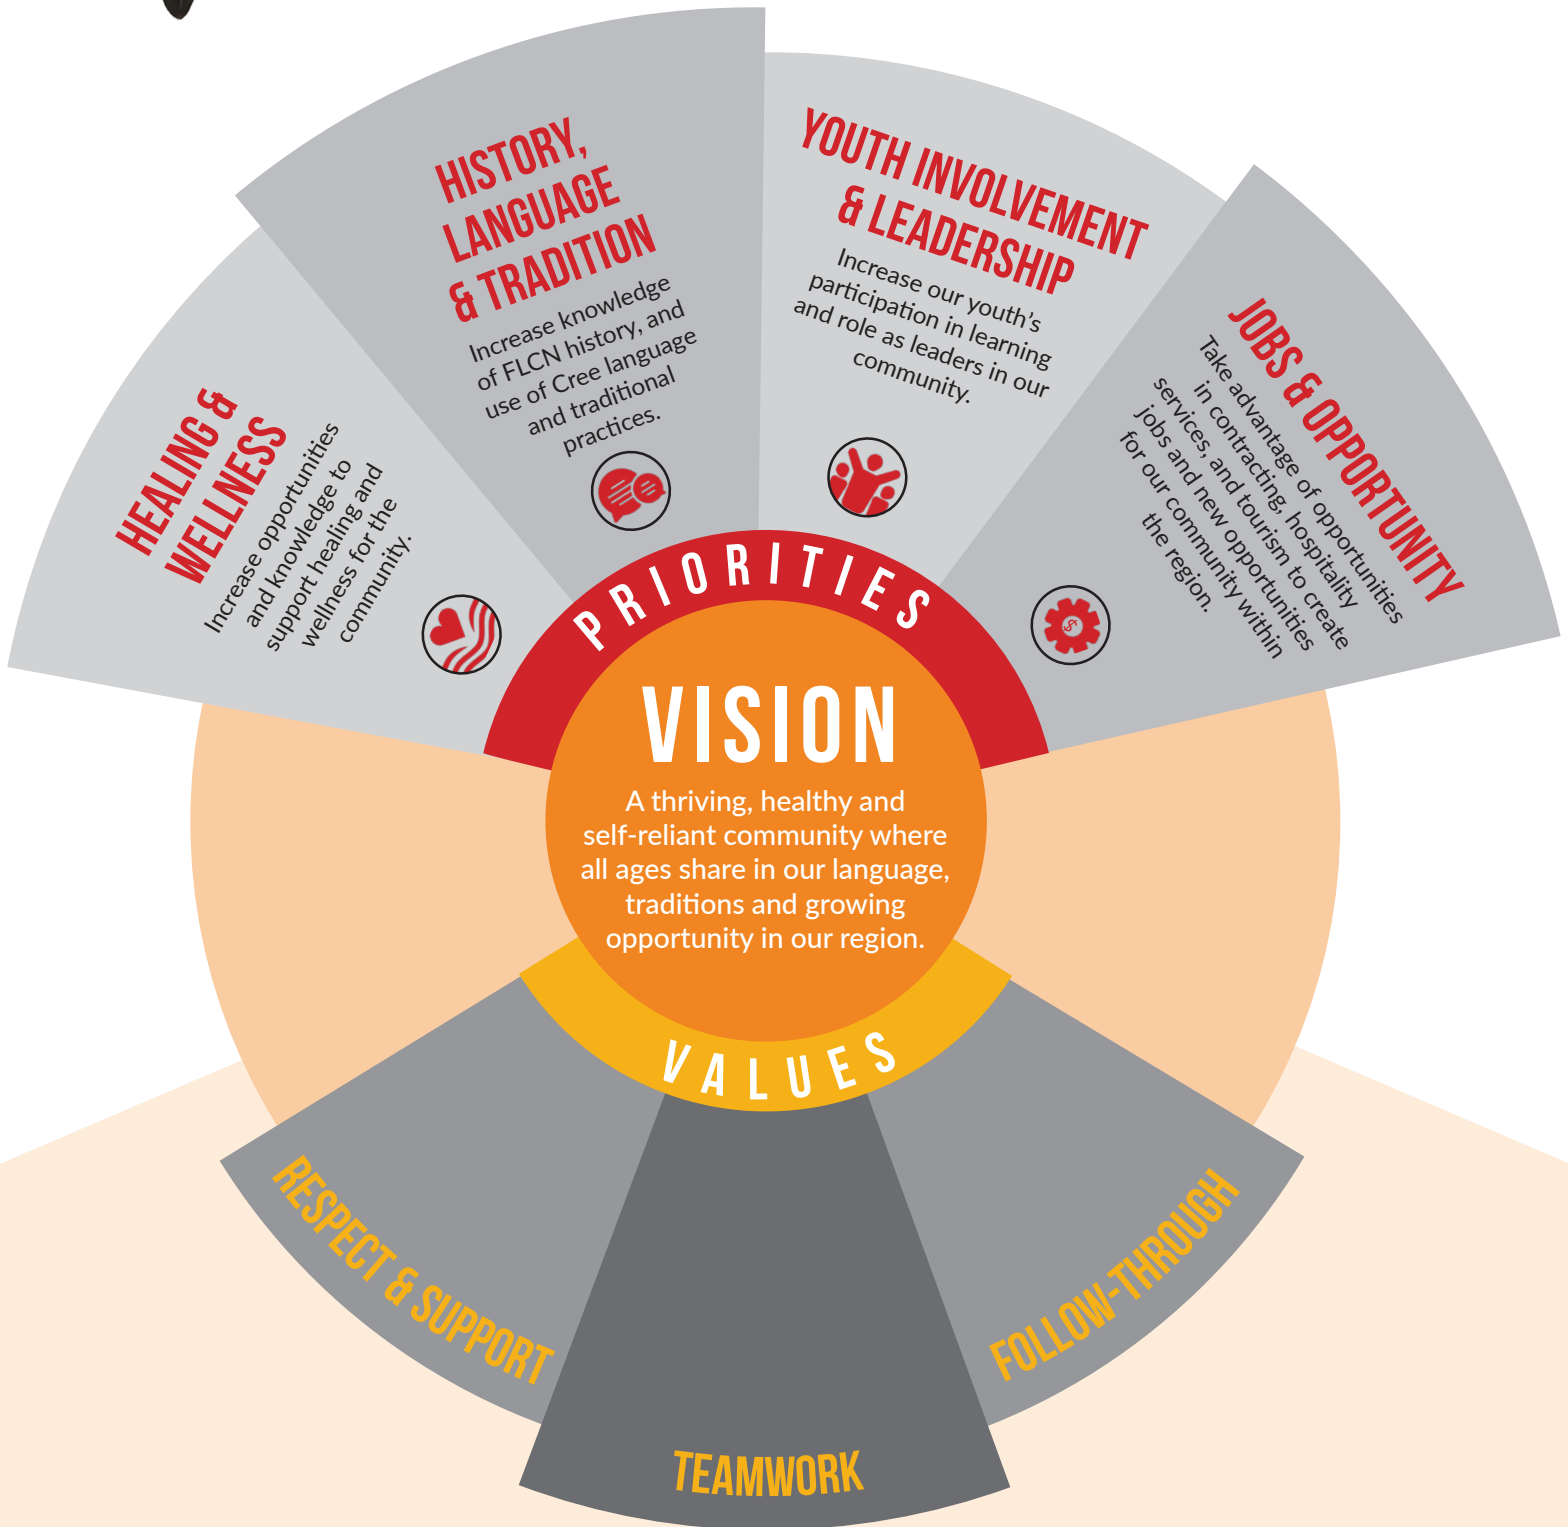 HEALING &
WELLNESS
Increase opportunities
and knowledge to
support healing and
wellness for the
community.
HISTORY,
LANGUAGE
& TRADITION
Increase knowledge
of FLCN history, and
use of Cree language
and traditional
practices.
YOUTH INVOLVEMENT
& LEADERSHIP
Increase our youth's
participation in learning
and role as leaders in our
community.
JOBS & OPPORTUNITY
Take advantage of opportunities
in contracting, hospitality
services, and tourism to create
jobs and new opportunities
for our community within
the region.
$
PRIORITIES
VISION
A thriving, healthy and
self-reliant community where
all ages share in our language,
traditions and growing
opportunity in our region.
VALUES
RESPECT & SUPPORT
TEAMWORK
FOLLOW-THROUGH